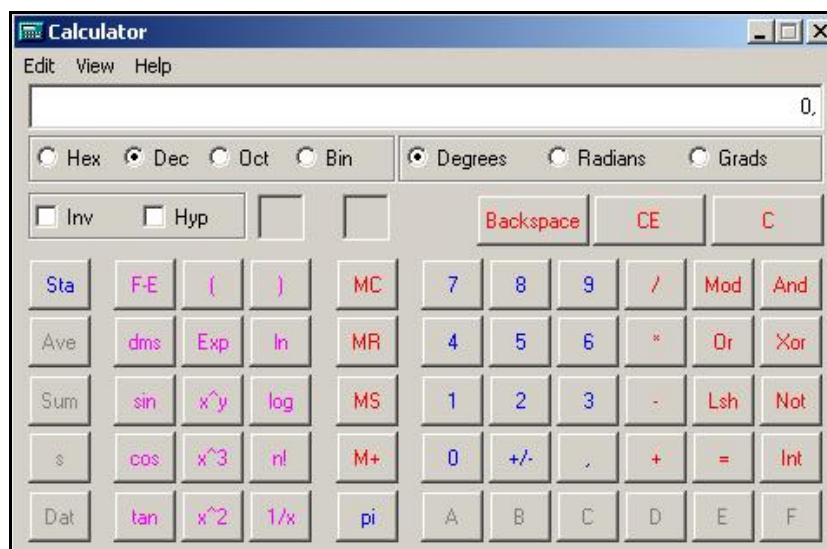 Calculator
Edit View Help
0,
Hex Dec Oct Bin Degrees Radians Grads
Inv Hyp Backspace CE C
Sta F-E ( ) MC 7 8 9 / Mod And
Ave dms Exp ln MR 4 5 6 * Or Xor
Sum sin x^y log MS 1 2 3 - Lsh Not
s cos x^3 n! M+ 0 +/- , + = Int
Dat tan x^2 1/x pi A B C D E F